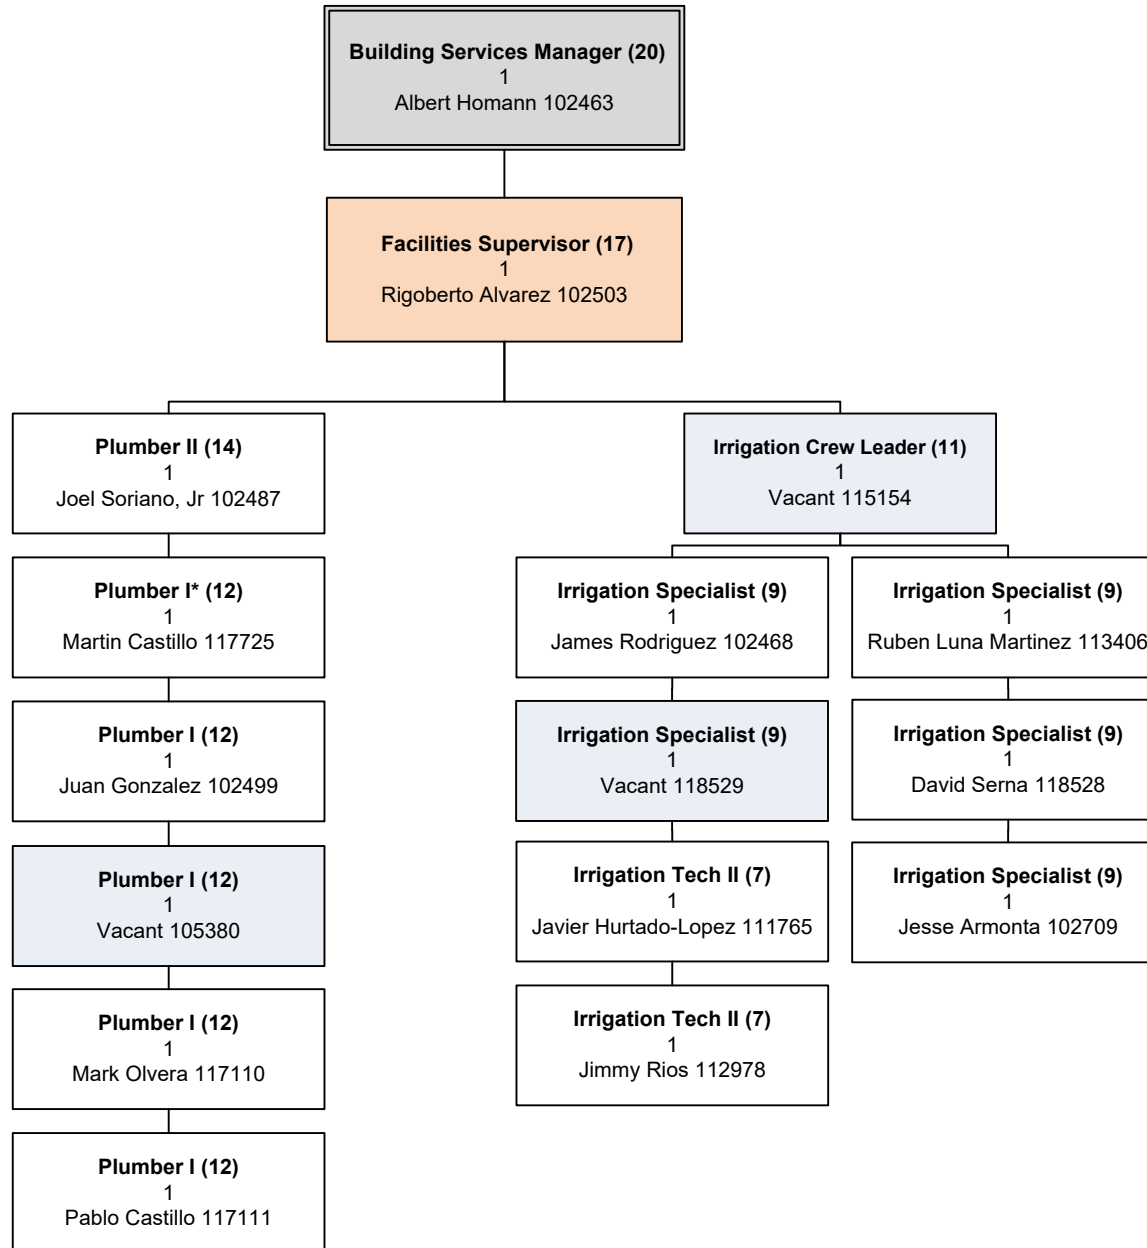 Building Services Manager (20)
1
Albert Homann 102463
Facilities Supervisor (17)
1
Rigoberto Alvarez 102503
Plumber II (14)
1
Joel Soriano, Jr 102487
Plumber I* (12)
1
Martin Castillo 117725
Plumber I (12)
1
Juan Gonzalez 102499
Plumber I (12)
1
Vacant 105380
Plumber I (12)
1
Mark Olvera 117110
Plumber I (12)
1
Pablo Castillo 117111
Irrigation Crew Leader (11)
1
Vacant 115154
Irrigation Specialist (9)
1
James Rodriguez 102468
Irrigation Specialist (9)
1
Vacant 118529
Irrigation Tech II (7)
1
Javier Hurtado-Lopez 111765
Irrigation Tech II (7)
1
Jimmy Rios 112978
Irrigation Specialist (9)
1
Ruben Luna Martinez 113406
Irrigation Specialist (9)
1
David Serna 118528
Irrigation Specialist (9)
1
Jesse Armonta 102709